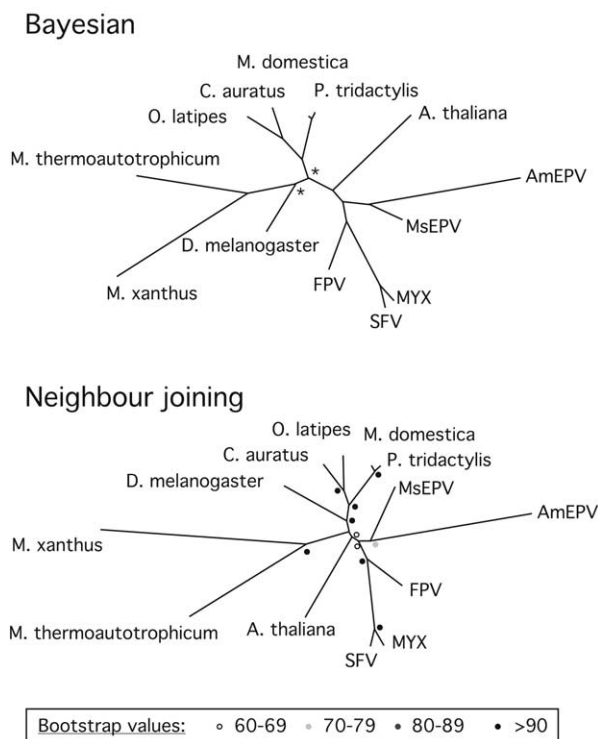 Bayesian
M. domestica
C. auratus
P. tridactylis
O. latipes
A. thaliana
M. thermoautotrophicum
AmEPV
*
*
MsEPV
D. melanogaster
FPV
M. xanthus
MYX
SFV
Neighbour joining
O. latipes
M. domestica
C. auratus
P. tridactylis
D. melanogaster
MsEPV
AmEPV
M. xanthus
FPV
M. thermoautotrophicum
A. thaliana
MYX
SFV
Bootstrap values: 60-69 70-79 80-89 >90